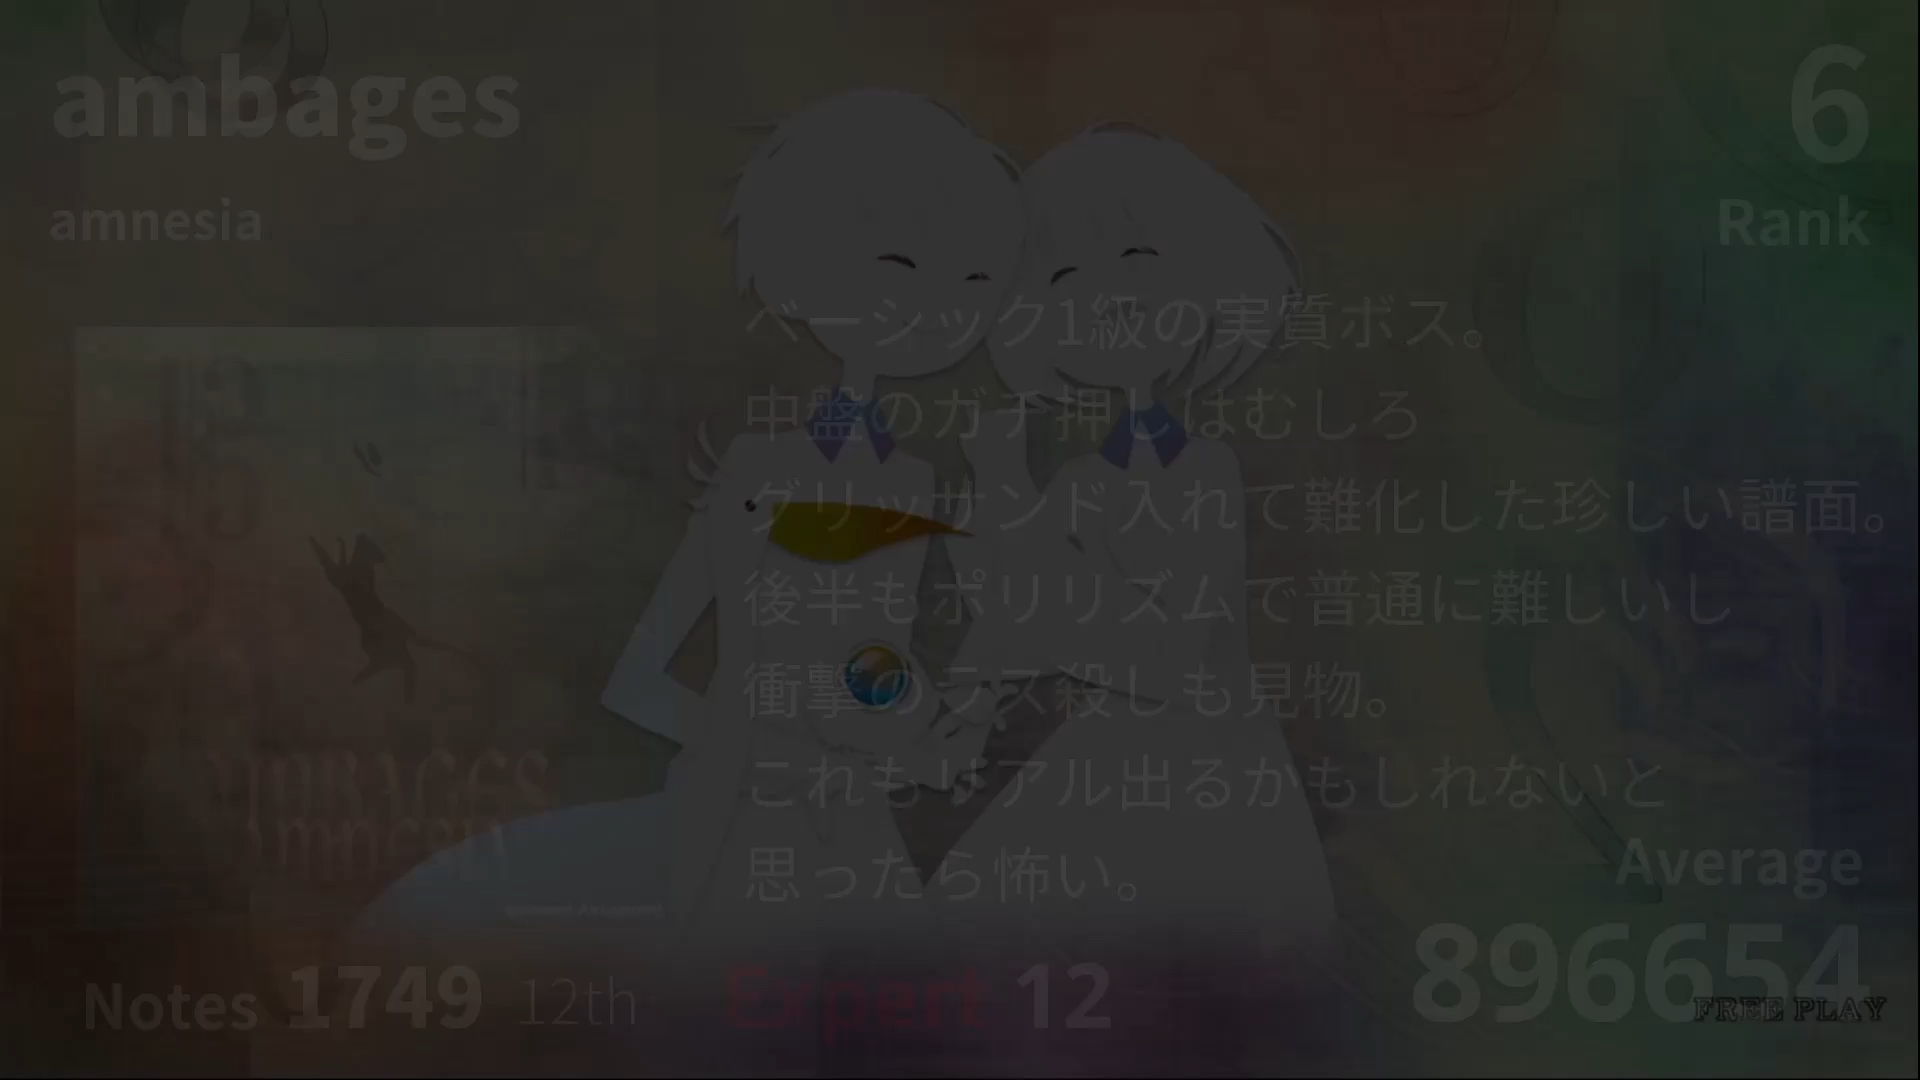 ambages
6
amnesia
Rank
ベーシック1級の実質ボス。
中盤のガチ押しはむしろ
グリッサンド入れて難化した珍しい譜面。
後半もポリリズムで普通に難しいし
衝撃のラス殺しも見物。
これもリアル出るかもしれないと
思ったら怖い。
AMBAGES
AMNESIA
Average
896654
Notes 1749 12th Expert 12
FREE PLAY